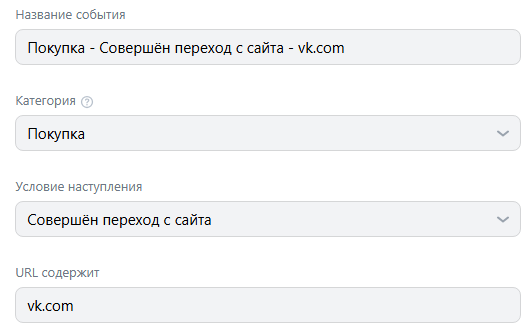 Название события
Покупка - Совершён переход с сайта - vk.com
Категория
Покупка
Условие наступления
Совершён переход с сайта
URL содержит
vk.com